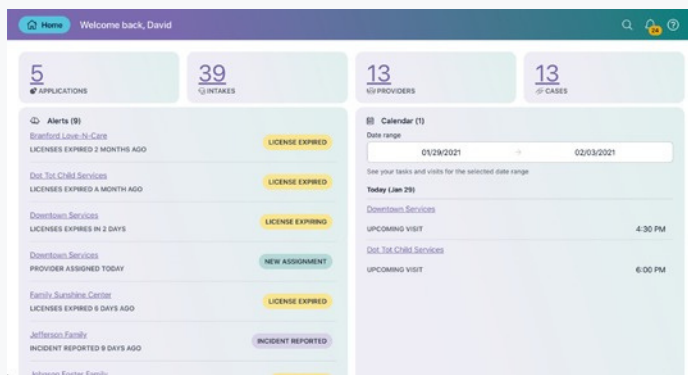 Home
Welcome back, David
24
5
APPLICATIONS
39
INTAKES
13
PROVIDERS
13
CASES
Alerts (9)
Branford Love-N-Care
LICENSES EXPIRED 2 MONTHS AGO
LICENSE EXPIRED
Dot Tot Child Services
LICENSES EXPIRED A MONTH AGO
LICENSE EXPIRED
Downtown Services
LICENSES EXPIRES IN 2 DAYS
LICENSE EXPIRING
Downtown Services
PROVIDER ASSIGNED TODAY
NEW ASSIGNMENT
Family Sunshine Center
LICENSES EXPIRED 6 DAYS AGO
LICENSE EXPIRED
Jefferson Family
INCIDENT REPORTED 9 DAYS AGO
INCIDENT REPORTED
Johnson Foster Family
Calendar (1)
Date range
01/29/2021 → 02/03/2021
See your tasks and visits for the selected date range
Today (Jan 29)
Downtown Services
UPCOMING VISIT 4:30 PM
Dot Tot Child Services
UPCOMING VISIT 6:00 PM